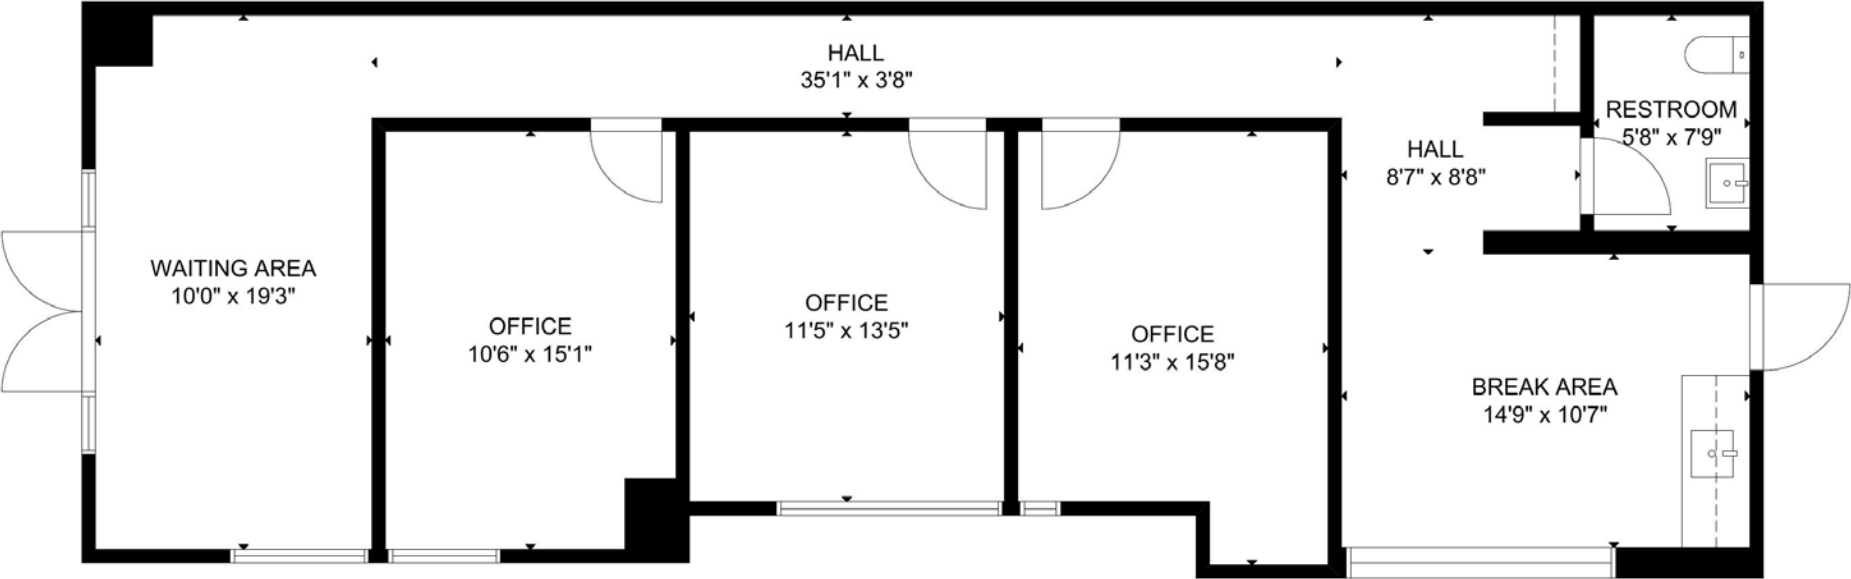 HALL
35'1" x 3'8"
RESTROOM
5'8" x 7'9"
HALL
8'7" x 8'8"
WAITING AREA
10'0" x 19'3"
OFFICE
10'6" x 15'1"
OFFICE
11'5" x 13'5"
OFFICE
11'3" x 15'8"
BREAK AREA
14'9" x 10'7"